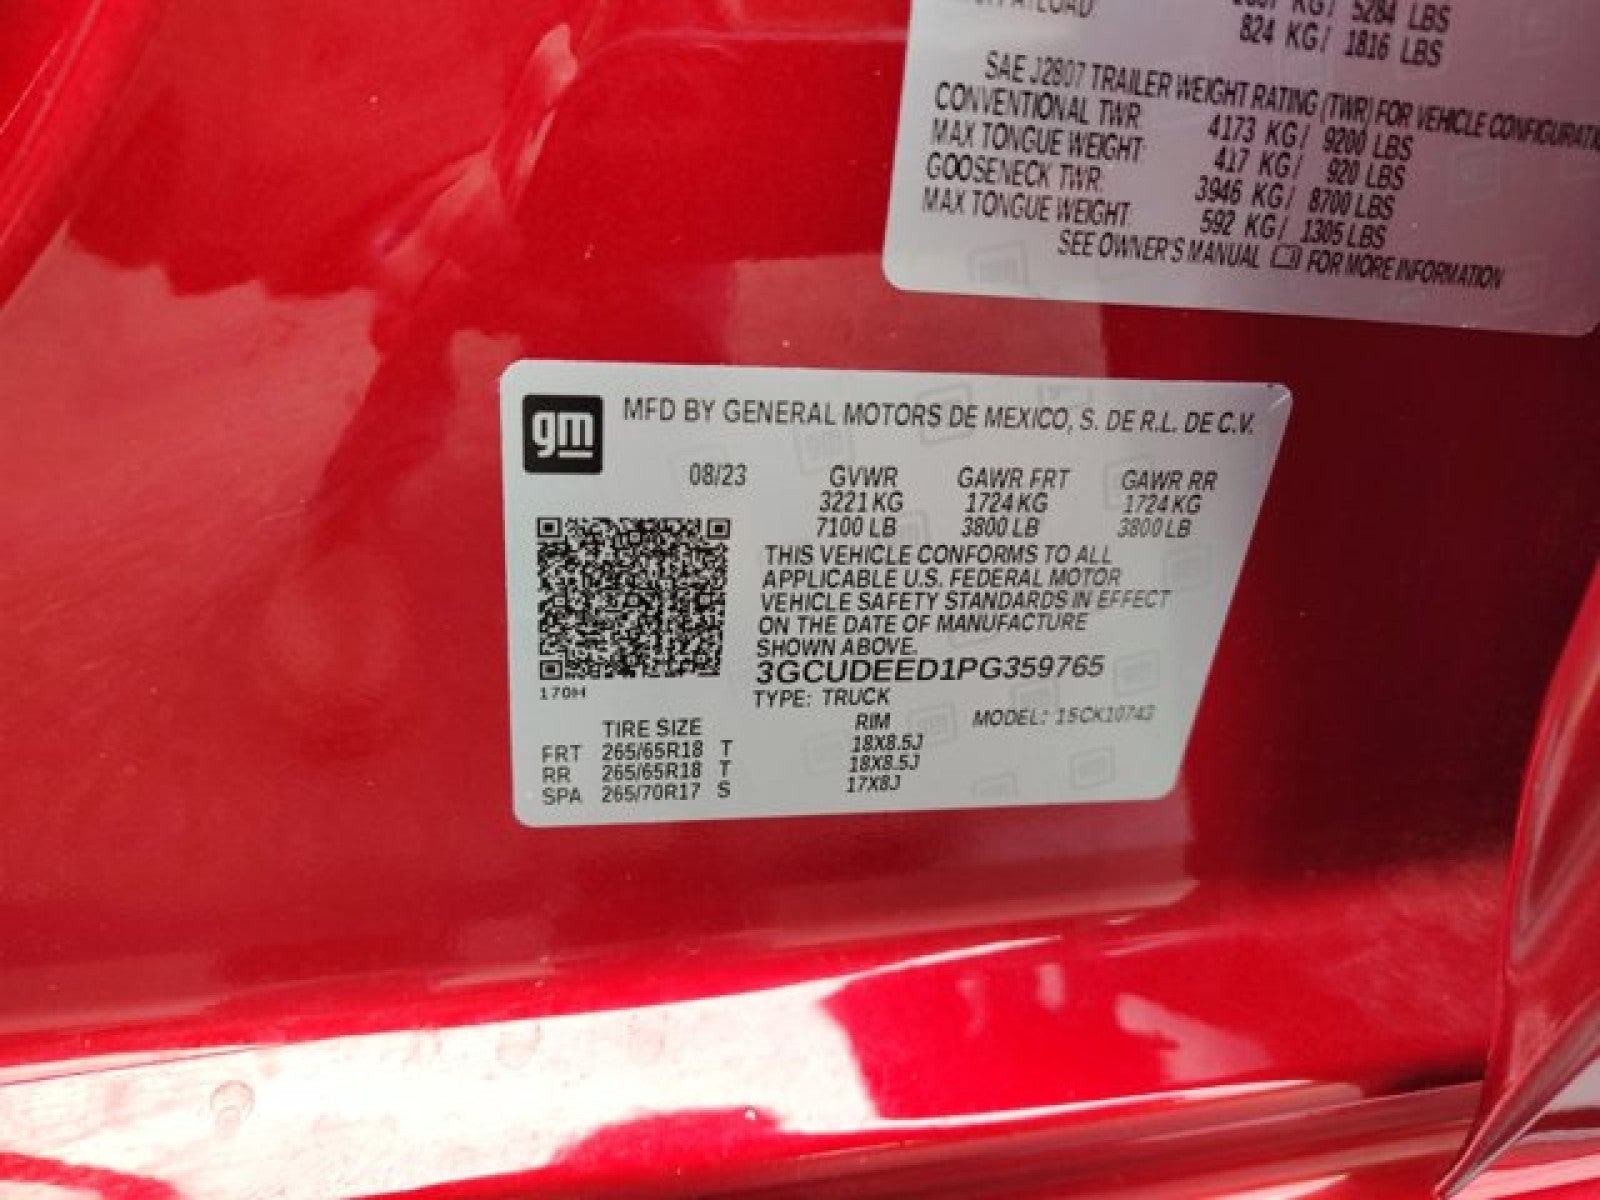 KG/ 5284 LBS
824 KG/ 1816 LBS
SAE J2807 TRAILER WEIGHT RATING (TWR) FOR VEHICLE
CONVENTIONAL TWR 4173 KG/ 9200 LBS
MAX TONGUE WEIGHT: 417 KG/ 920 LBS
GOOSENECK TWR: 3946 KG/ 8700 LBS
MAX TONGUE WEIGHT: 592 KG/ 1305 LBS
SEE OWNER'S MANUAL FOR MORE INFORMATION
gm MFD BY GENERAL MOTORS DE MEXICO, S. DE R.L. DE C.V.
08/23 GVWR GAWR FRT GAWR RR
3221 KG 1724 KG 1724 KG
7100 LB 3800 LB 3800 LB
THIS VEHICLE CONFORMS TO ALL
APPLICABLE U.S. FEDERAL MOTOR
VEHICLE SAFETY STANDARDS IN EFFECT
ON THE DATE OF MANUFACTURE
SHOWN ABOVE.
3GCUDEED1PG359765
170H
TYPE: TRUCK MODEL: 15CK10743
TIRE SIZE RIM
FRT 265/65R18 T 18X8.5J
RR 265/65R18 T 18X8.5J
SPA 265/70R17 S 17X8J